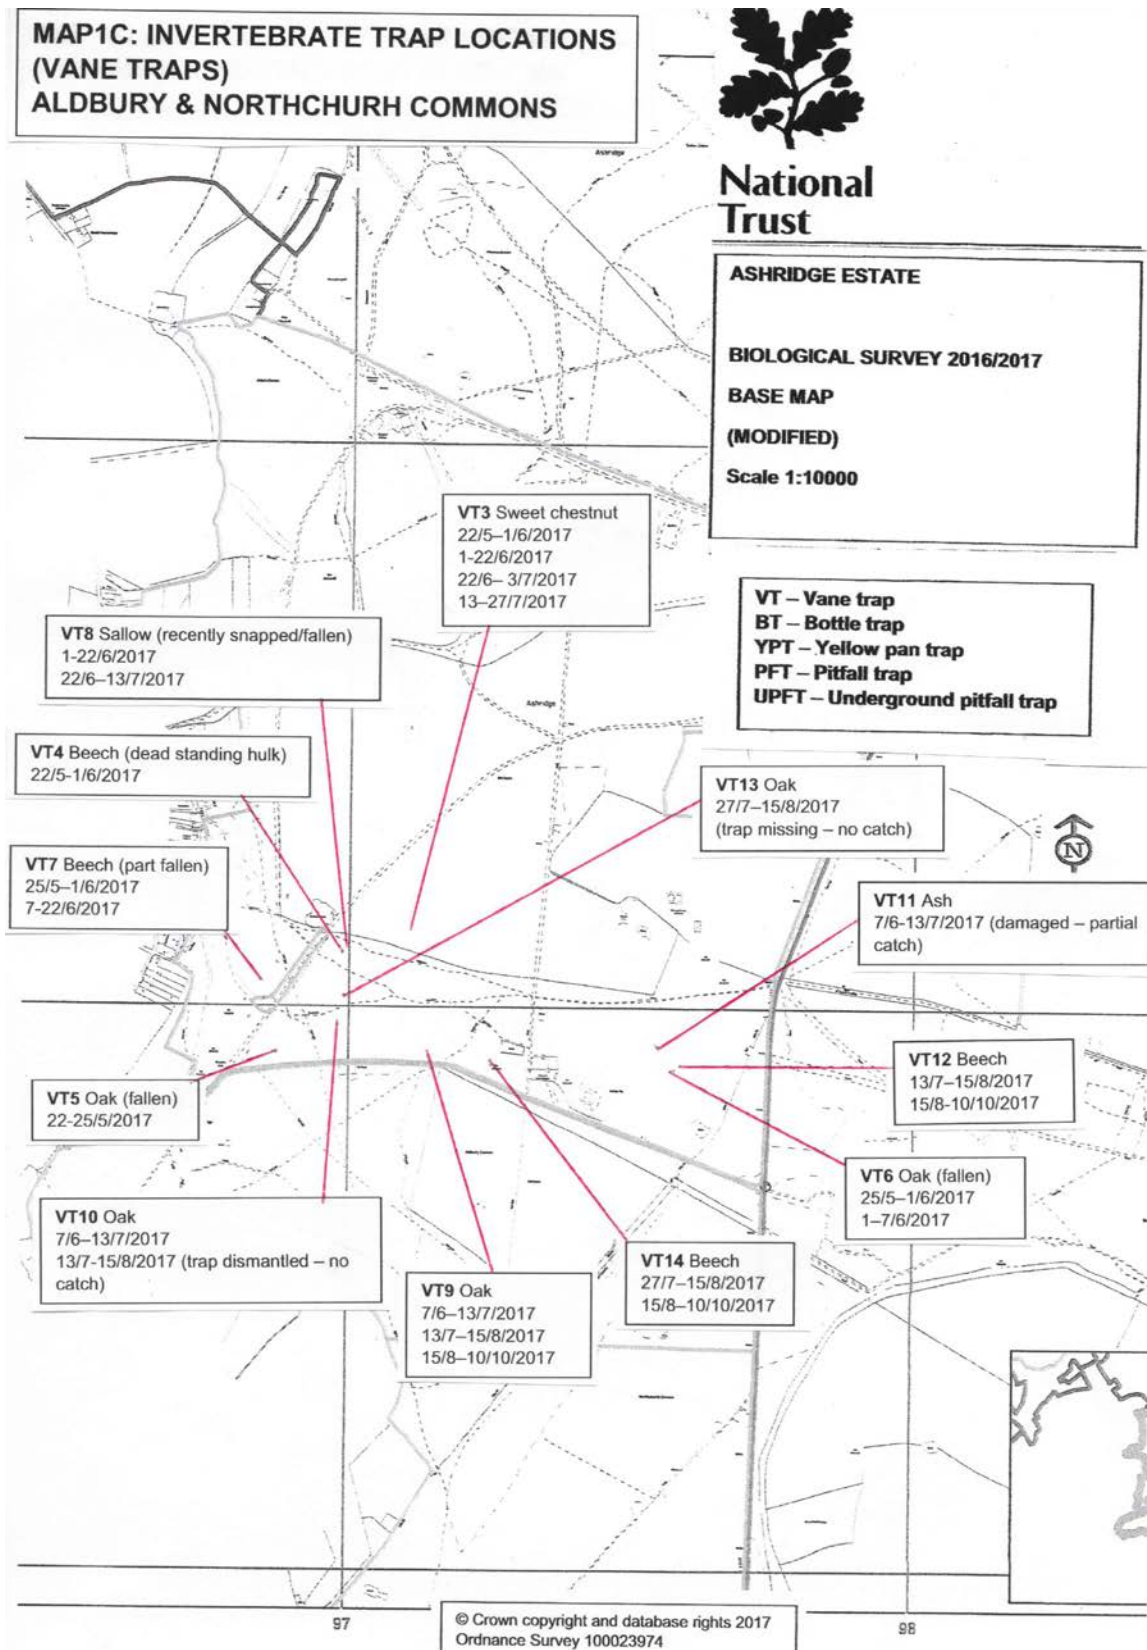 MAP1C: INVERTEBRATE TRAP LOCATIONS
(VANE TRAPS)
ALDBURY & NORTHCHURH COMMONS
National
Trust
ASHRIDGE ESTATE
BIOLOGICAL SURVEY 2016/2017
BASE MAP
(MODIFIED)
Scale 1:10000
Ashridge
VT3 Sweet chestnut
22/5–1/6/2017
1-22/6/2017
22/6– 3/7/2017
13–27/7/2017
VT – Vane trap
BT – Bottle trap
YPT – Yellow pan trap
PFT – Pitfall trap
UPFT – Underground pitfall trap
VT8 Sallow (recently snapped/fallen)
1-22/6/2017
22/6–13/7/2017
Ashridge
VT4 Beech (dead standing hulk)
22/5-1/6/2017
VT13 Oak
27/7–15/8/2017
(trap missing – no catch)
N
VT7 Beech (part fallen)
25/5–1/6/2017
7-22/6/2017
VT11 Ash
7/6-13/7/2017 (damaged – partial
catch)
VT12 Beech
13/7–15/8/2017
15/8-10/10/2017
VT5 Oak (fallen)
22-25/5/2017
VT6 Oak (fallen)
25/5–1/6/2017
1–7/6/2017
VT10 Oak
7/6–13/7/2017
13/7-15/8/2017 (trap dismantled – no
catch)
VT14 Beech
27/7–15/8/2017
15/8–10/10/2017
VT9 Oak
7/6–13/7/2017
13/7–15/8/2017
15/8–10/10/2017
97
98
© Crown copyright and database rights 2017
Ordnance Survey 100023974